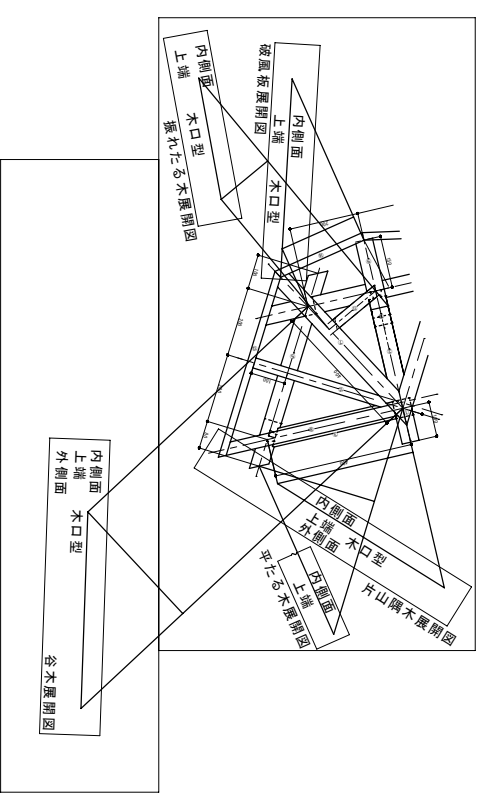 内側面
上端
木口型
振れたる木展開図
破風板展開図
内側面
上端
木口型
内側面
上端
外側面
木口型
片山隅木展開図
内側面
上端
平たる木展開図
内側面
上端
外側面
木口型
谷木展開図